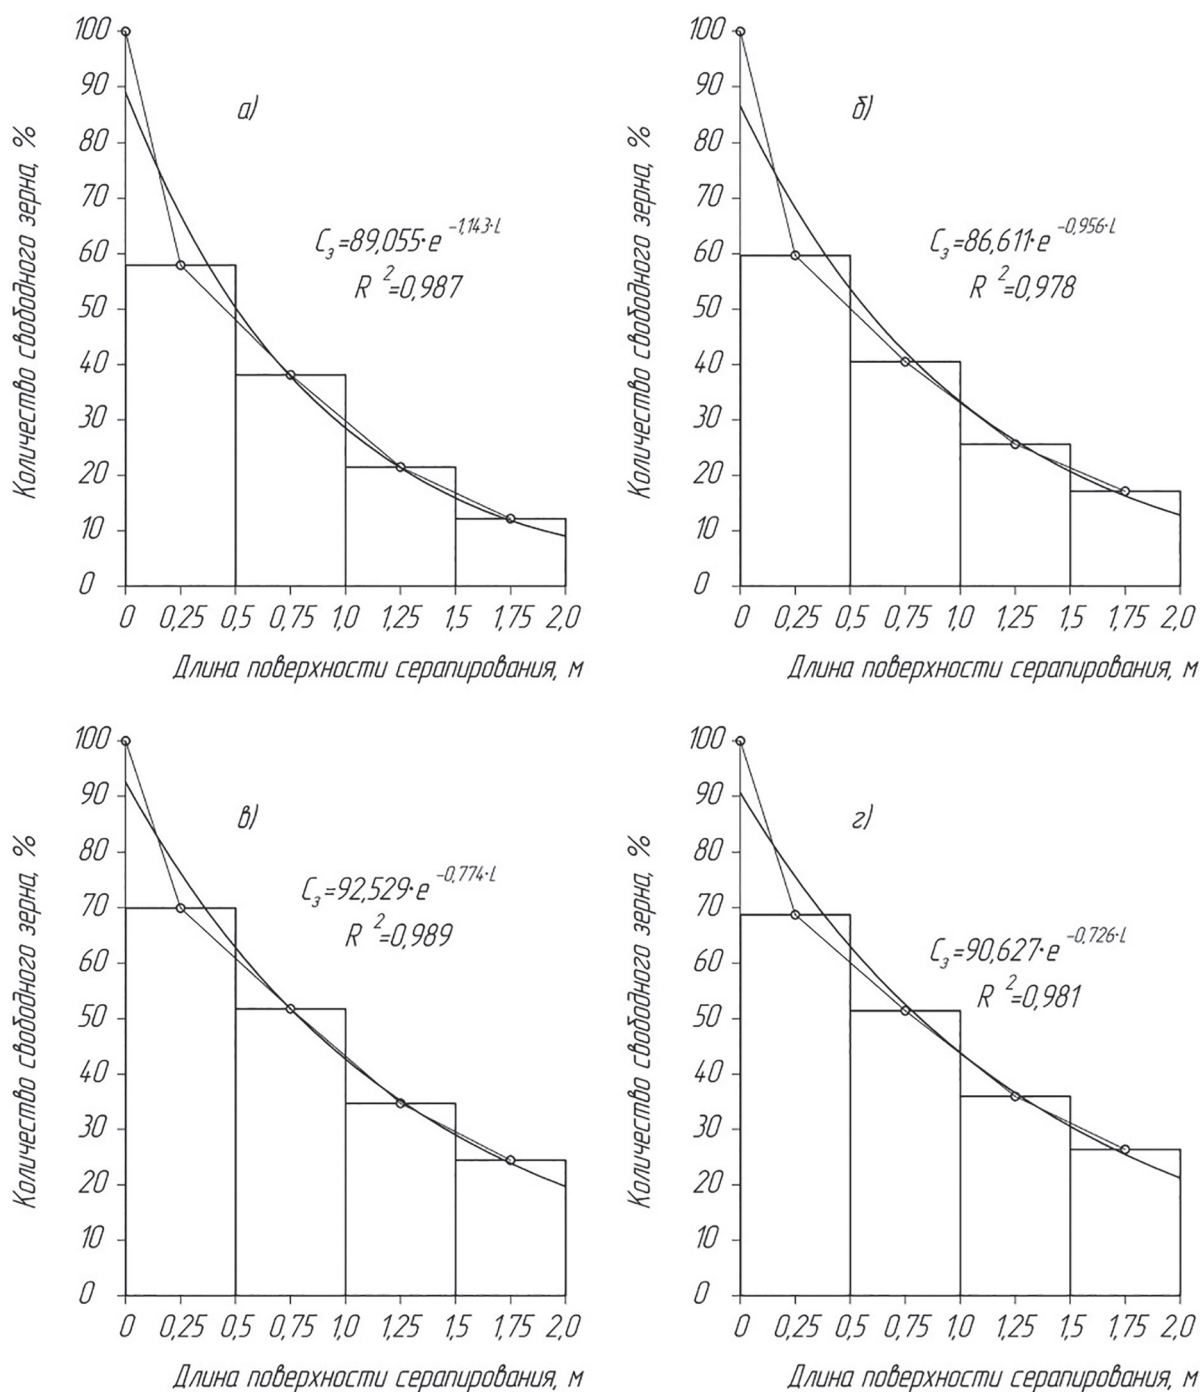 Количество свободного зерна, %
100
90
80
70
60
50
40
30
20
10
0
а)
Cз=89,055·e^-1,143·L
R²=0,987
0 0,25 0,5 0,75 1,0 1,25 1,5 1,75 2,0
Длина поверхности серапирования, м
Количество свободного зерна, %
100
90
80
70
60
50
40
30
20
10
0
б)
Cз=86,611·e^-0,956·L
R²=0,978
0 0,25 0,5 0,75 1,0 1,25 1,5 1,75 2,0
Длина поверхности серапирования, м
Количество свободного зерна, %
100
90
80
70
60
50
40
30
20
10
0
в)
Cз=92,529·e^-0,774·L
R²=0,989
0 0,25 0,5 0,75 1,0 1,25 1,5 1,75 2,0
Длина поверхности серапирования, м
Количество свободного зерна, %
100
90
80
70
60
50
40
30
20
10
0
г)
Cз=90,627·e^-0,726·L
R²=0,981
0 0,25 0,5 0,75 1,0 1,25 1,5 1,75 2,0
Длина поверхности серапирования, м